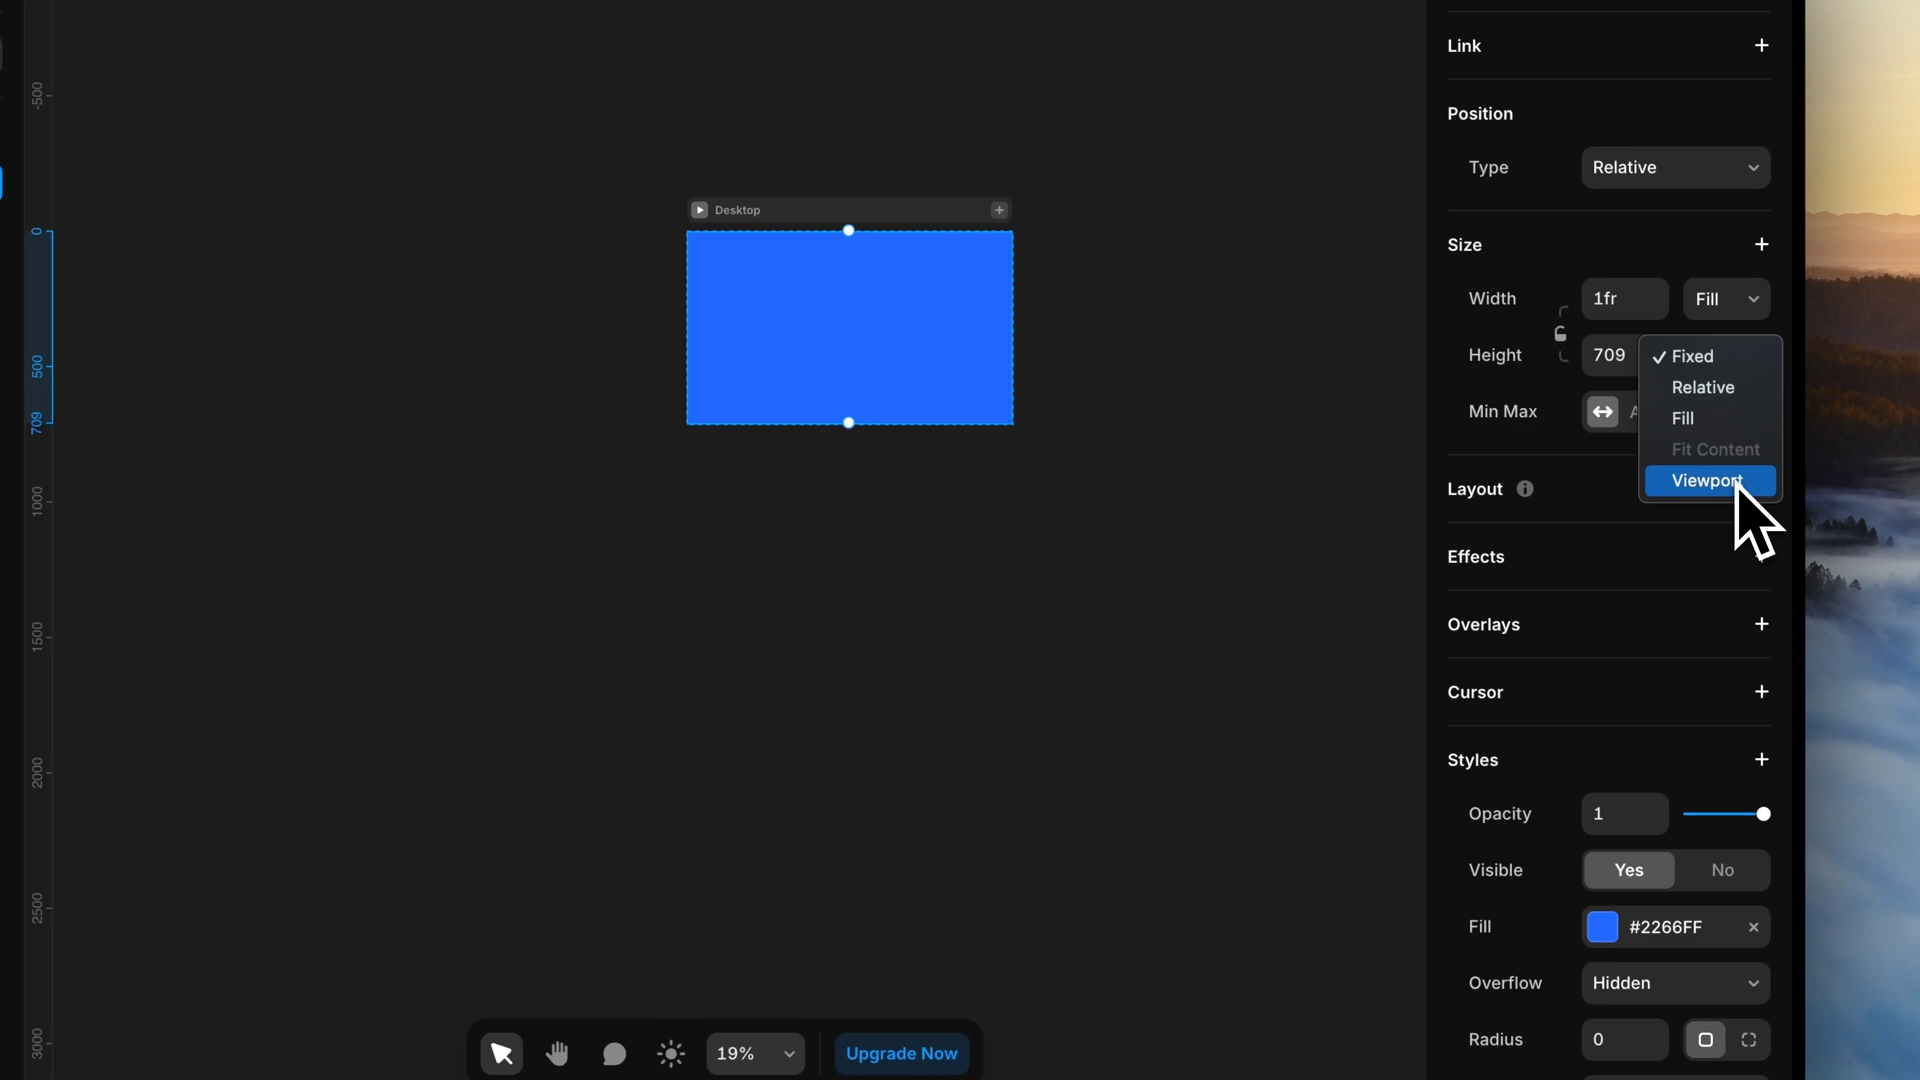 -500
0
500
709
1000
1500
2000
2500
3000
Desktop
Link
Position
Type Relative
Size
Width 1fr Fill
Height 709
Fixed
Relative
Fill
Fit Content
Viewport
Min Max
Layout
Effects
Overlays
Cursor
Styles
Opacity 1
Visible Yes No
Fill #2266FF
Overflow Hidden
Radius 0
19% Upgrade Now